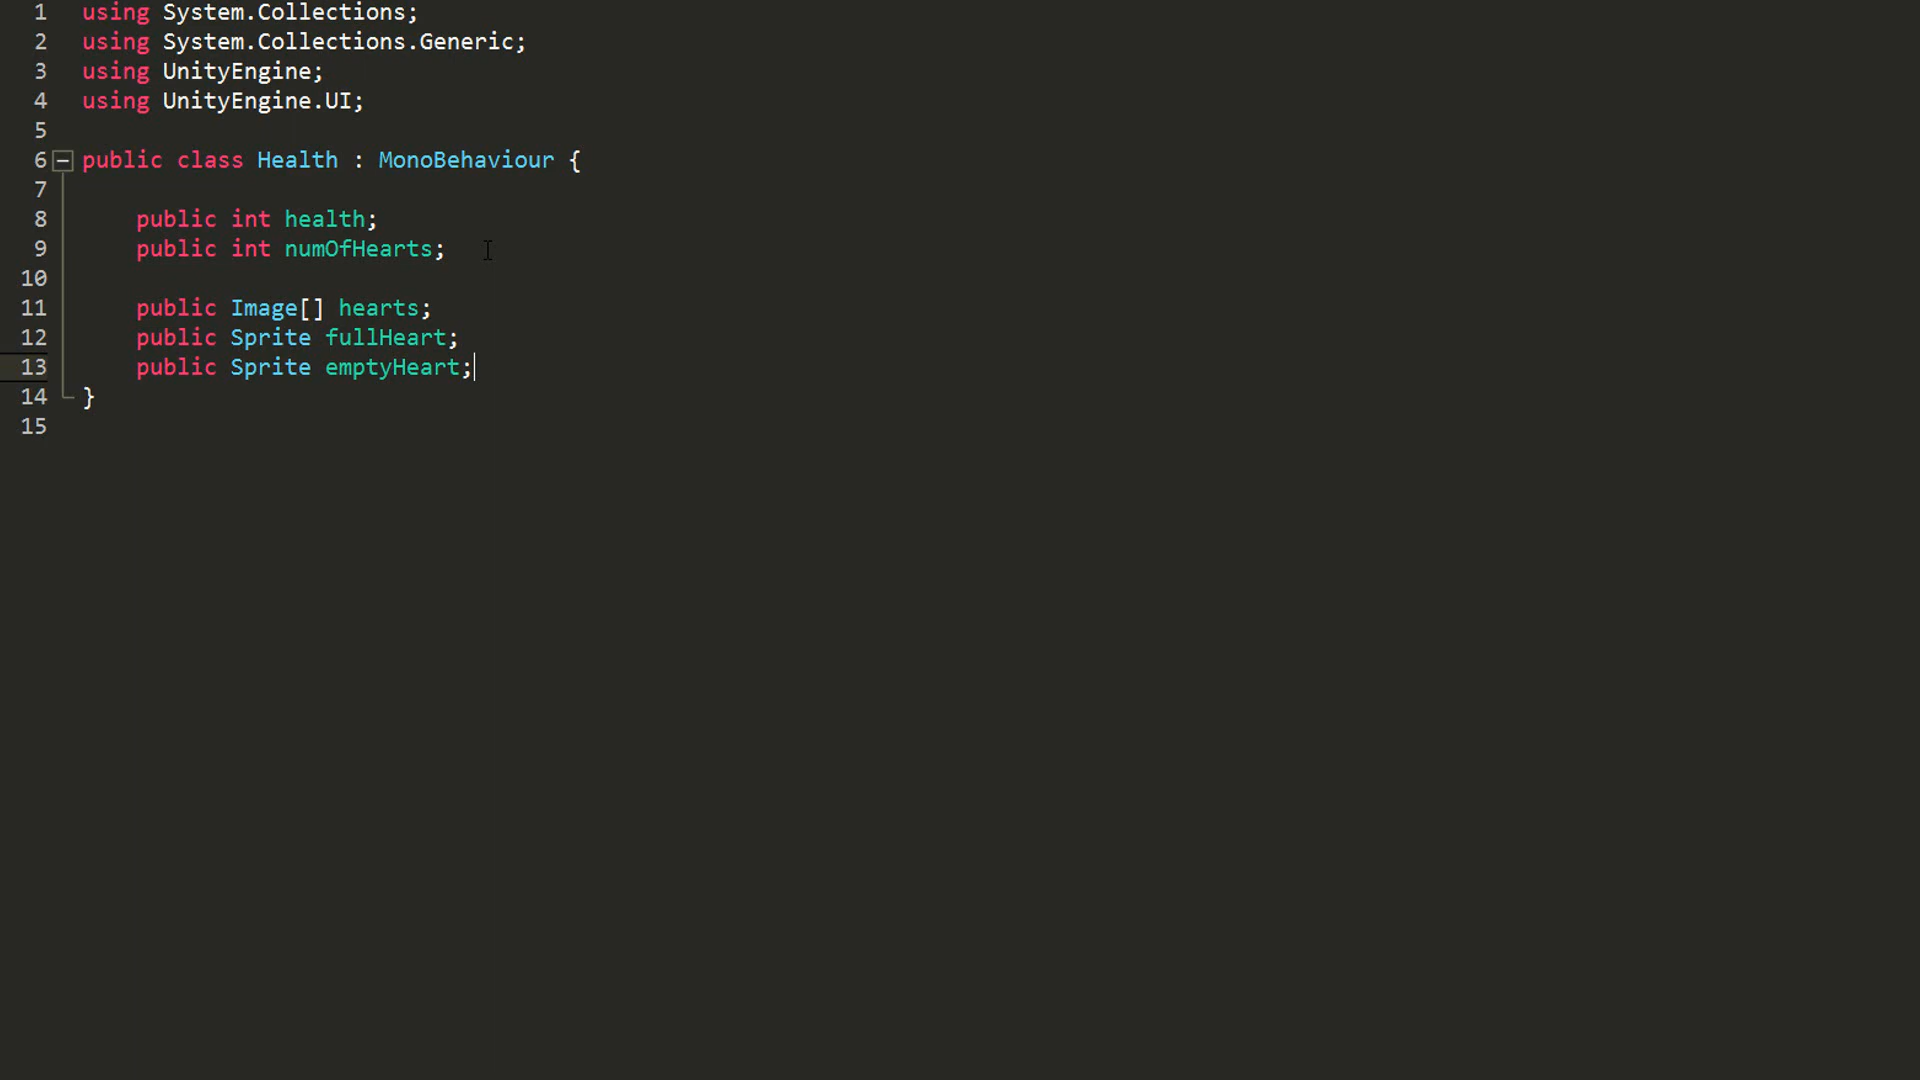 1 using System.Collections;
2 using System.Collections.Generic;
3 using UnityEngine;
4 using UnityEngine.UI;
5
6 public class Health : MonoBehaviour {
7
8     public int health;
9     public int numOfHearts;
10
11     public Image[] hearts;
12     public Sprite fullHeart;
13     public Sprite emptyHeart;
14 }
15